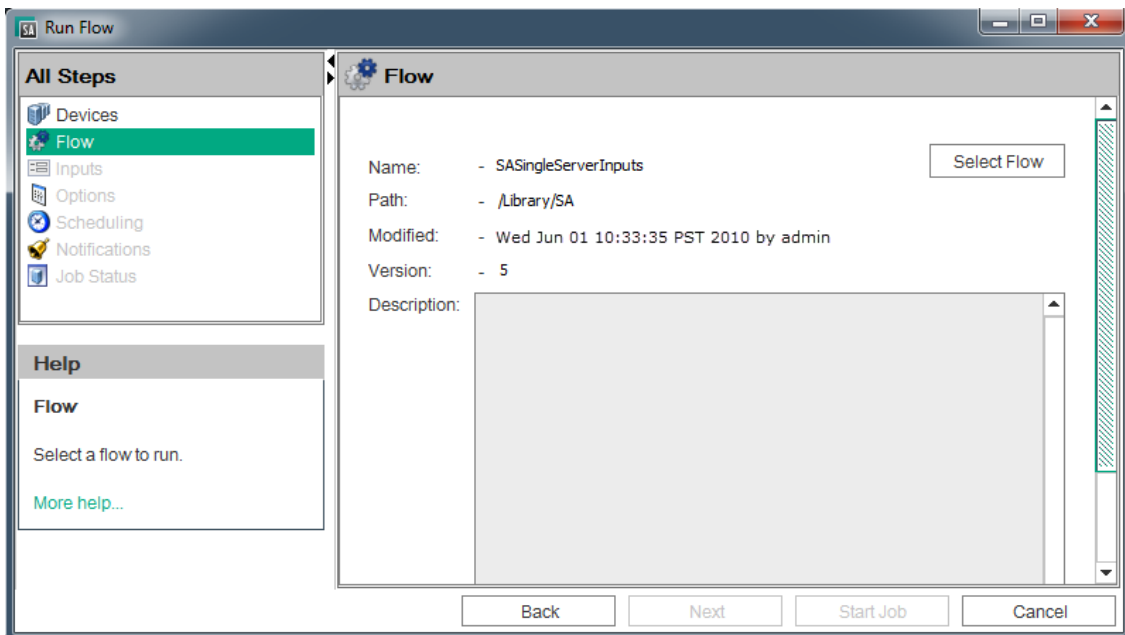 SA Run Flow
All Steps
Devices
Flow
Inputs
Options
Scheduling
Notifications
Job Status
Help
Flow
Select a flow to run.
More help...
Flow
Name: - SASingleServerInputs
Select Flow
Path: - /Library/SA
Modified: - Wed Jun 01 10:33:35 PST 2010 by admin
Version: - 5
Description:
Back Next Start Job Cancel